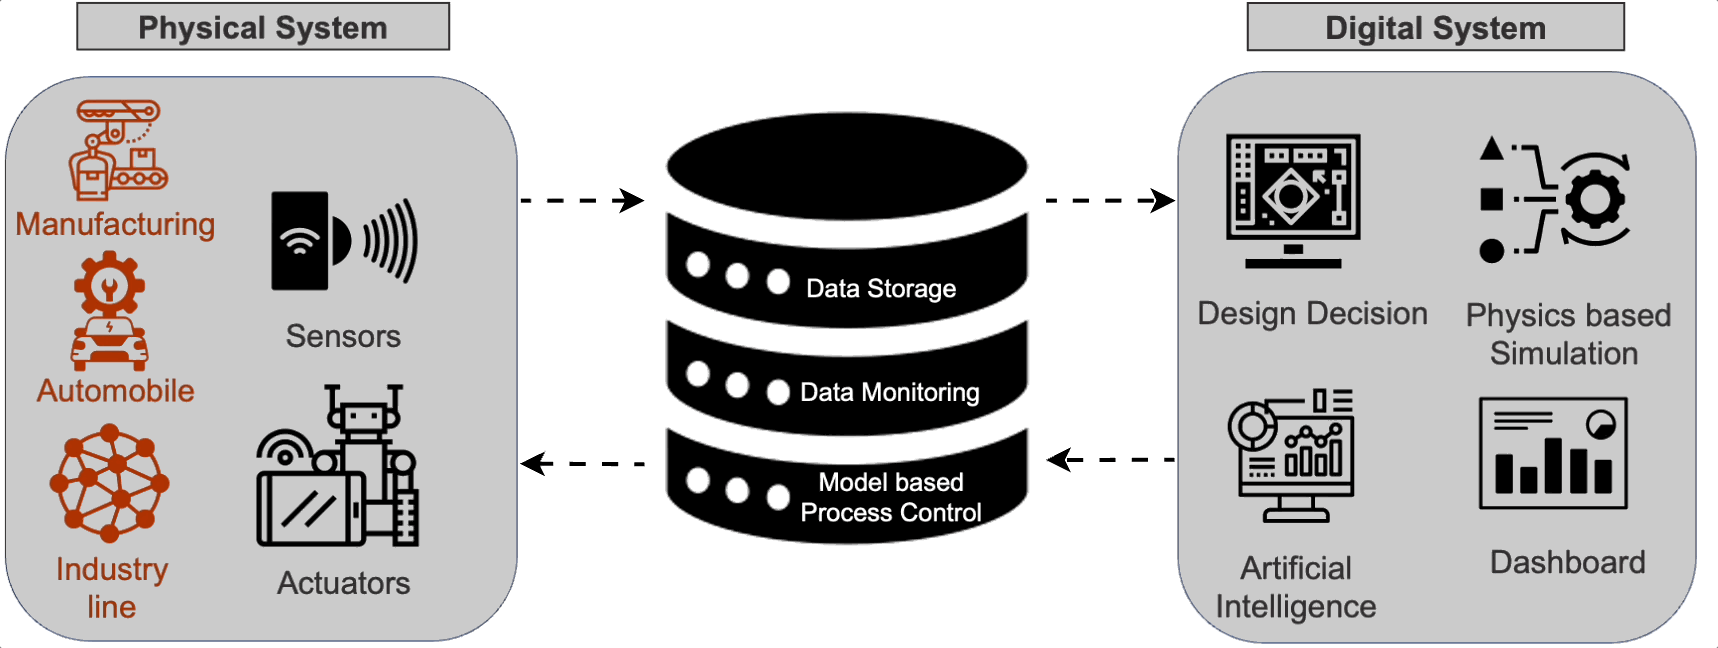 Physical System
Manufacturing
Automobile
Industry
line
Sensors
Actuators
Data Storage
Data Monitoring
Model based
Process Control
Digital System
Design Decision
Physics based
Simulation
Artificial
Intelligence
Dashboard